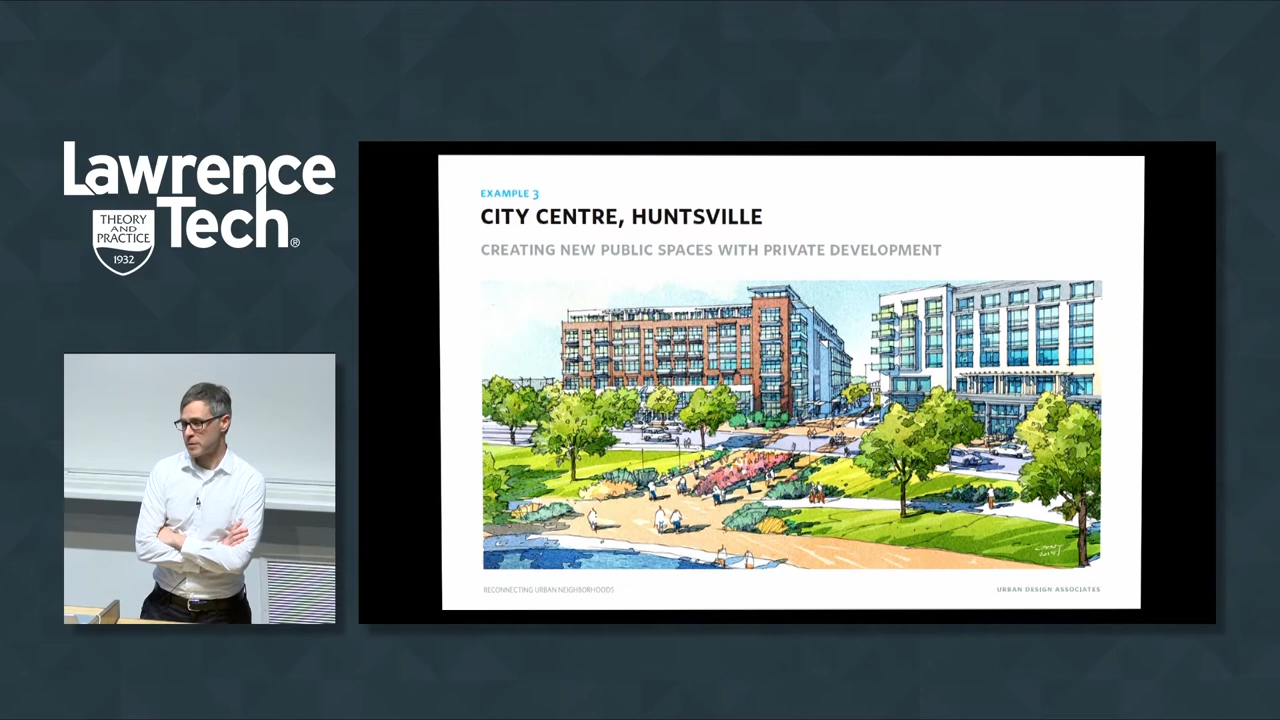 Lawrence
Tech®
THEORY
AND
PRACTICE
1932
EXAMPLE 3
CITY CENTRE, HUNTSVILLE
CREATING NEW PUBLIC SPACES WITH PRIVATE DEVELOPMENT
RECONNECTING URBAN NEIGHBORHOODS
URBAN DESIGN ASSOCIATES